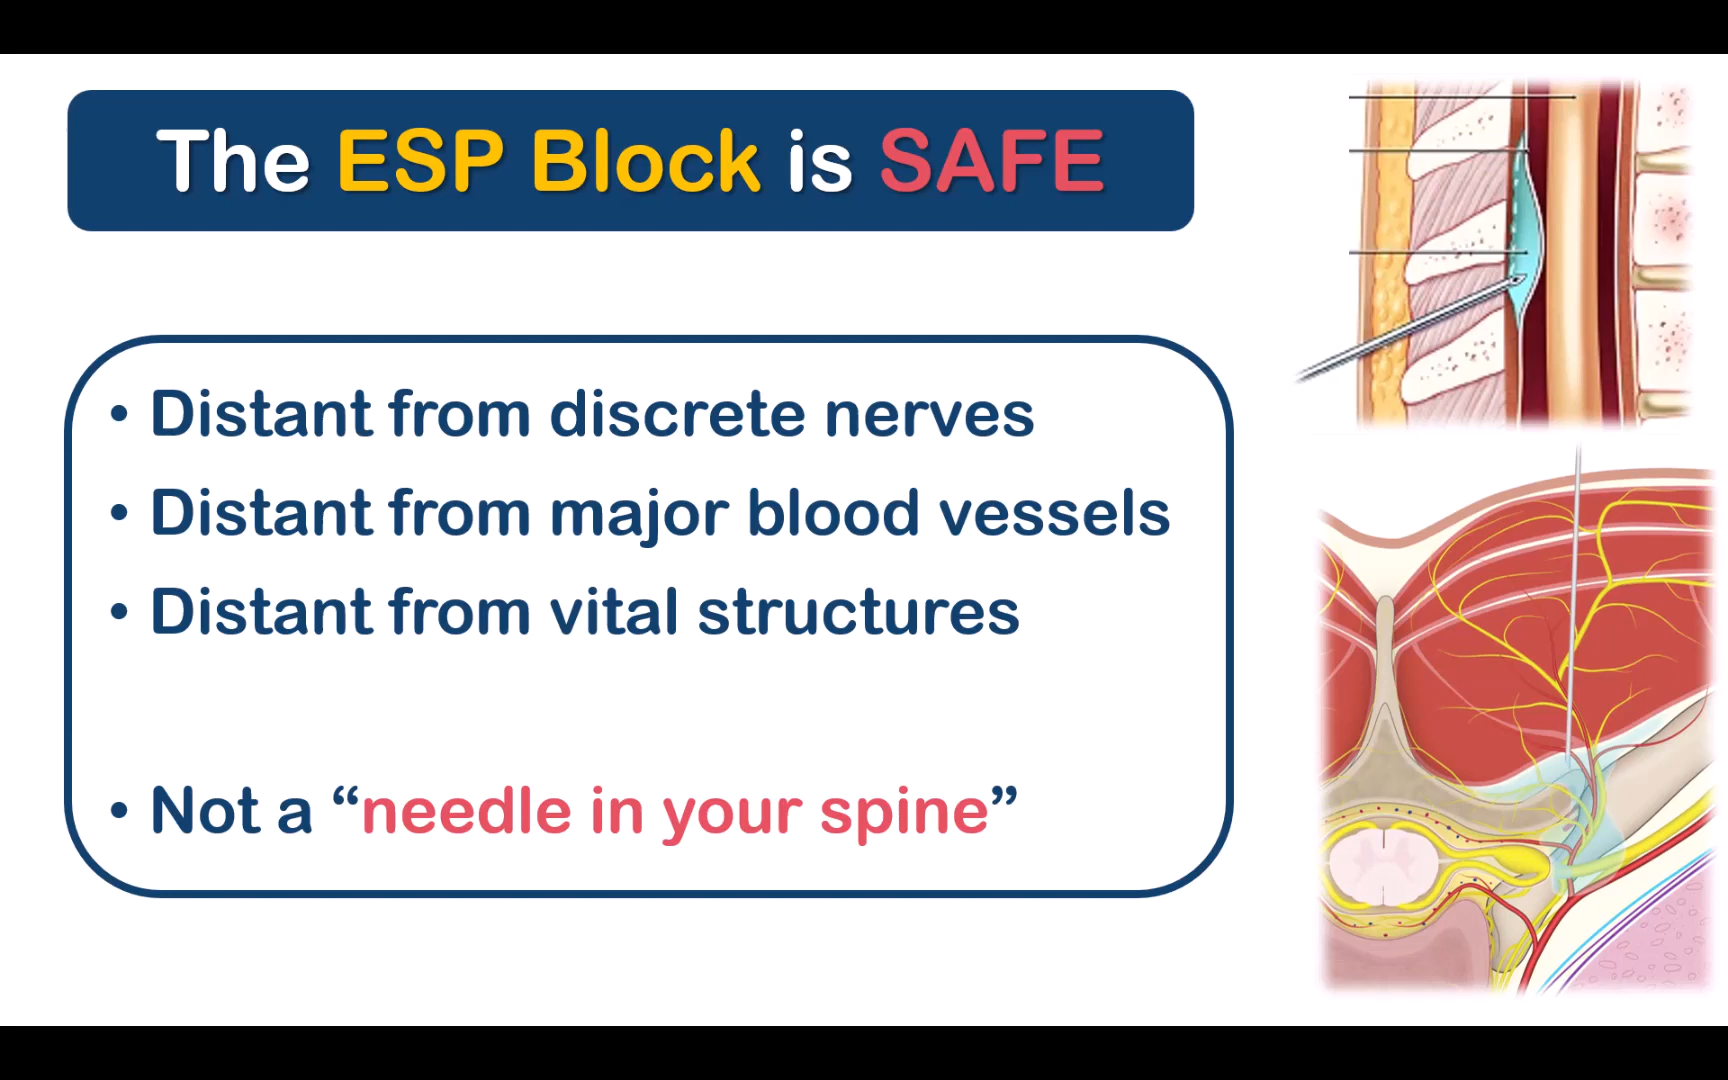 The ESP Block is SAFE
• Distant from discrete nerves
• Distant from major blood vessels
• Distant from vital structures
• Not a “needle in your spine”